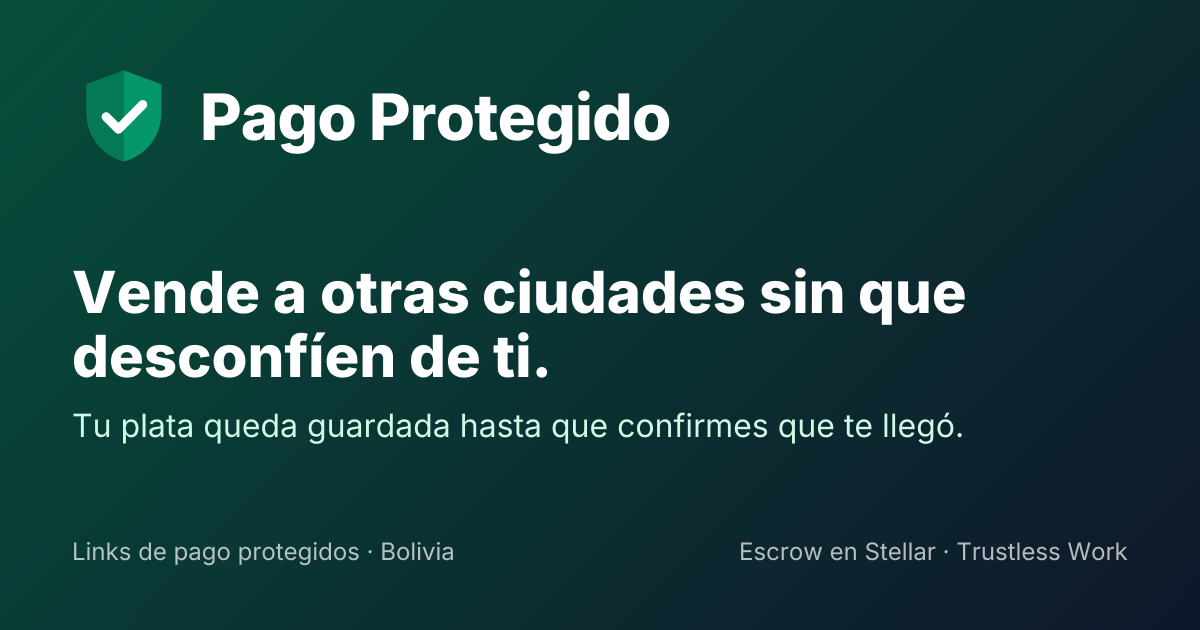 Pago Protegido
Vende a otras ciudades sin que
desconfíen de ti.
Tu plata queda guardada hasta que confirmes que te llegó.
Links de pago protegidos · Bolivia
Escrow en Stellar · Trustless Work